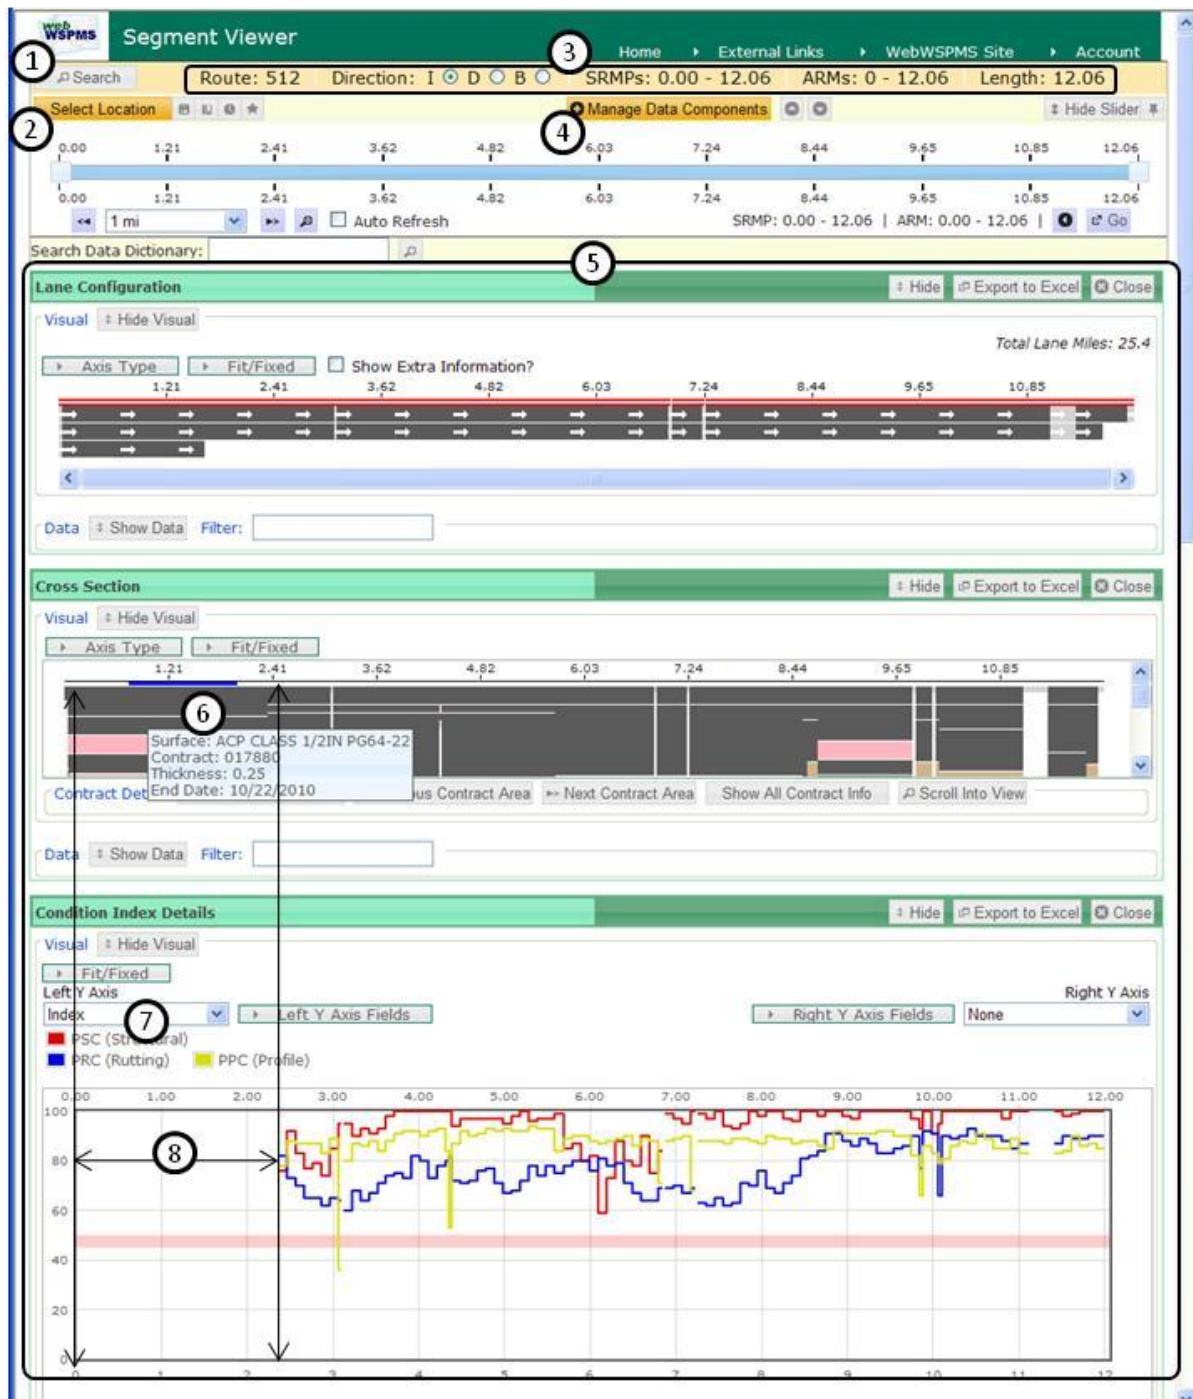 web
WSPMS Segment Viewer
Home External Links WebWSPMS Site Account
1 3
Search Route: 512 Direction: I D B SRMPs: 0.00 - 12.06 ARMs: 0 - 12.06 Length: 12.06
Select Location Manage Data Components Hide Slider
2 4
0.00 1.21 2.41 3.62 4.82 6.03 7.24 8.44 9.65 10.85 12.06
0.00 1.21 2.41 3.62 4.82 6.03 7.24 8.44 9.65 10.85 12.06
1 mi Auto Refresh SRMP: 0.00 - 12.06 | ARM: 0.00 - 12.06 | Go
Search Data Dictionary:
5
Lane Configuration Hide Export to Excel Close
Visual Hide Visual
Total Lane Miles: 25.4
Axis Type Fit/Fixed Show Extra Information?
1.21 2.41 3.62 4.82 6.03 7.24 8.44 9.65 10.85
Data Show Data Filter:
Cross Section Hide Export to Excel Close
Visual Hide Visual
Axis Type Fit/Fixed
1.21 2.41 3.62 4.82 6.03 7.24 8.44 9.65 10.85
6
Surface: ACP CLASS 1/2IN PG64-22
Contract: 017880
Thickness: 0.25
End Date: 10/22/2010
Contract Det us Contract Area Next Contract Area Show All Contract Info Scroll Into View
Data Show Data Filter:
Condition Index Details Hide Export to Excel Close
Visual Hide Visual
Fit/Fixed
Left Y Axis Right Y Axis
Index 7 Left Y Axis Fields Right Y Axis Fields None
PSC (Structural)
PRC (Rutting) PPC (Profile)
0.00 1.00 2.00 3.00 4.00 5.00 6.00 7.00 8.00 9.00 10.00 11.00 12.00
100
8
80
60
40
20
0
0 1 2 3 4 5 6 7 8 9 10 11 12